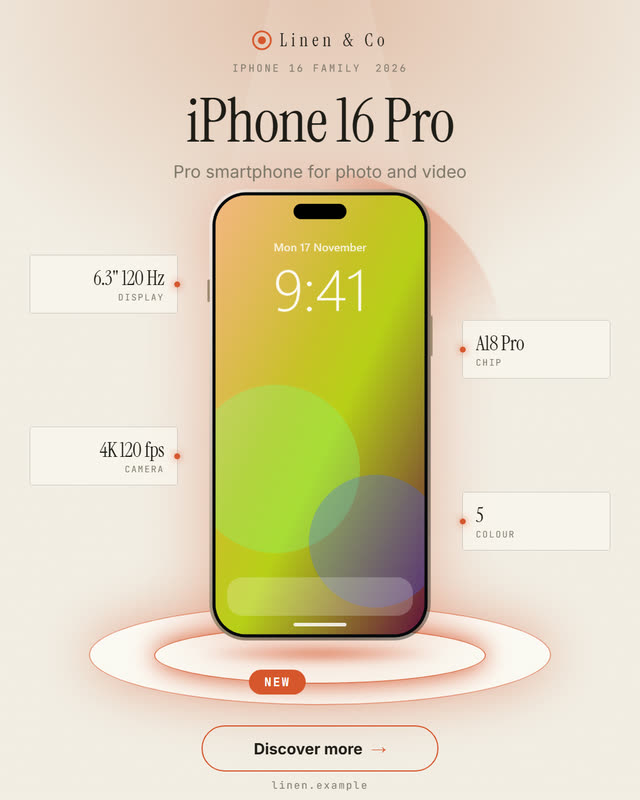 Linen & Co
IPHONE 16 FAMILY 2026
iPhone 16 Pro
Pro smartphone for photo and video
Mon 17 November
9:41
6.3" 120 Hz
DISPLAY
A18 Pro
CHIP
4K 120 fps
CAMERA
5
COLOUR
NEW
Discover more →
linen.example